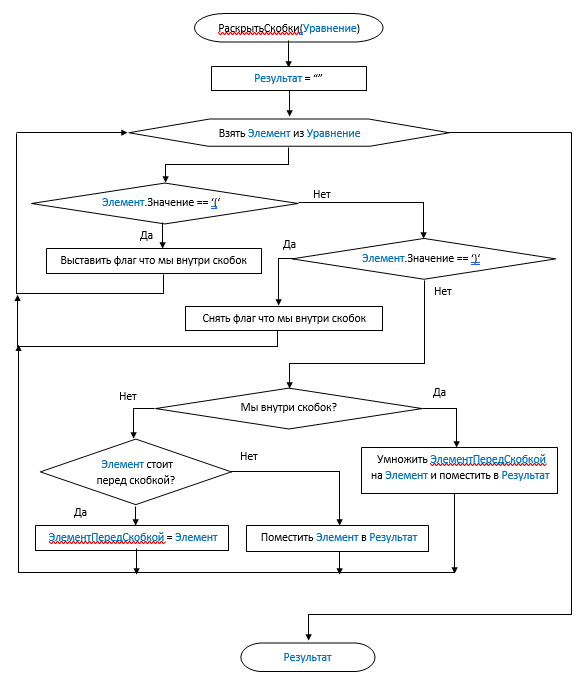 РаскрытьСкобки(Уравнение)
Результат = “”
Взять Элемент из Уравнение
Элемент.Значение == ‘(‘
Нет
Да
Выставить флаг что мы внутри скобок
Да
Элемент.Значение == ‘)‘
Нет
Снять флаг что мы внутри скобок
Нет
Мы внутри скобок?
Да
Элемент стоит
перед скобкой?
Нет
Умножить ЭлементПередСкобкой
на Элемент и поместить в Результат
Да
ЭлементПередСкобкой = Элемент
Поместить Элемент в Результат
Результат